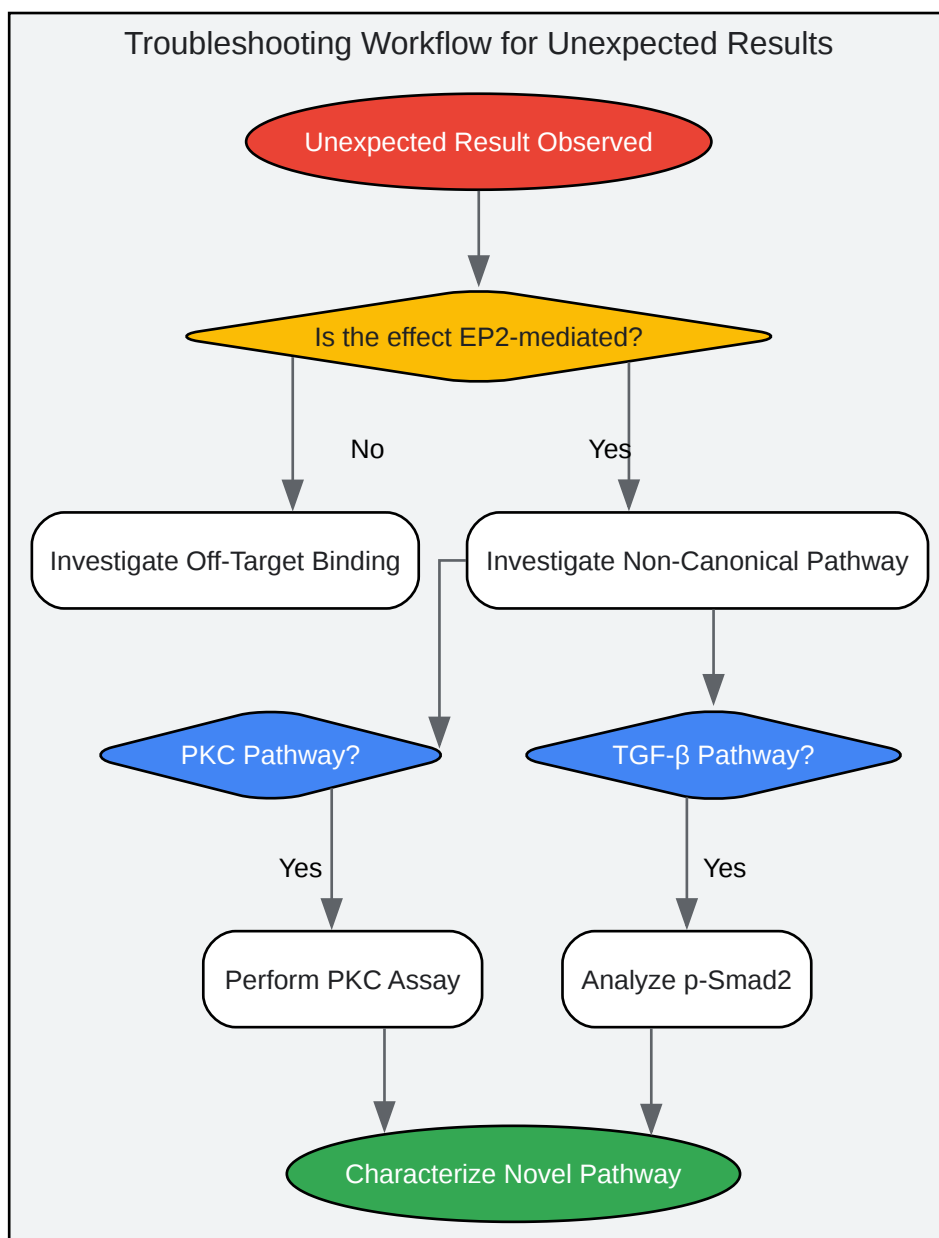 Troubleshooting Workflow for Unexpected Results
Unexpected Result Observed
Is the effect EP2-mediated?
No
Yes
Investigate Off-Target Binding
Investigate Non-Canonical Pathway
PKC Pathway?
TGF-β Pathway?
Yes
Yes
Perform PKC Assay
Analyze p-Smad2
Characterize Novel Pathway